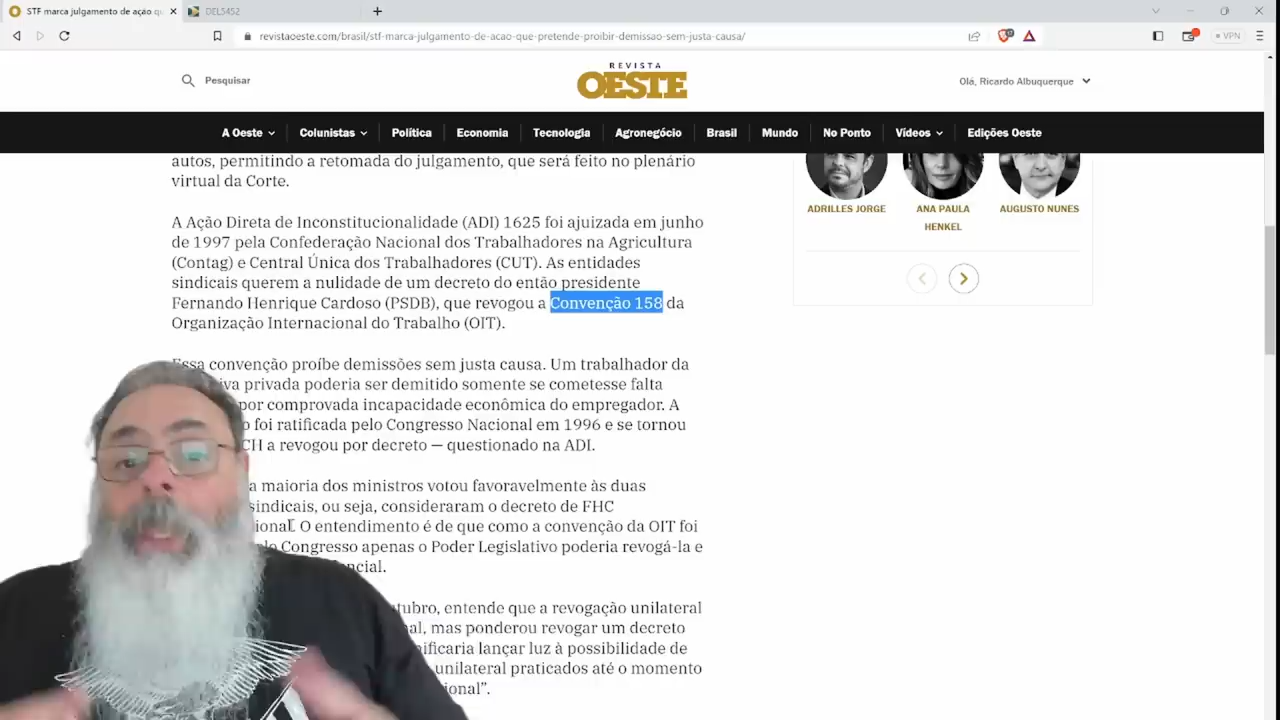 STF marca julgamento de ação qu
DEL5452
revistaoeste.com/brasil/stf-marca-julgamento-de-acao-que-pretende-proibir-demissao-sem-justa-causa/
VPN
Pesquisar
REVISTA
OESTE
Olá, Ricardo Albuquerque
A Oeste
Colunistas
Política
Economia
Tecnologia
Agronegócio
Brasil
Mundo
No Ponto
Vídeos
Edições Oeste
autos, permitindo a retomada do julgamento, que será feito no plenário
virtual da Corte.
A Ação Direta de Inconstitucionalidade (ADI) 1625 foi ajuizada em junho
de 1997 pela Confederação Nacional dos Trabalhadores na Agricultura
(Contag) e Central Única dos Trabalhadores (CUT). As entidades
sindicais querem a nulidade de um decreto do então presidente
Fernando Henrique Cardoso (PSDB), que revogou a Convenção 158 da
Organização Internacional do Trabalho (OIT).
Essa convenção proíbe demissões sem justa causa. Um trabalhador da
iva privada poderia ser demitido somente se cometesse falta
por comprovada incapacidade econômica do empregador. A
o foi ratificada pelo Congresso Nacional em 1996 e se tornou
CH a revogou por decreto — questionado na ADI.
a maioria dos ministros votou favoravelmente às duas
sindicais, ou seja, consideraram o decreto de FHC
ional. O entendimento é de que como a convenção da OIT foi
lo Congresso apenas o Poder Legislativo poderia revogá-la e
ncial.
tubro, entende que a revogação unilateral
al, mas ponderou revogar um decreto
nificaria lançar luz à possibilidade de
unilateral praticados até o momento
ional”.
ADRILLES JORGE
ANA PAULA
HENKEL
AUGUSTO NUNES